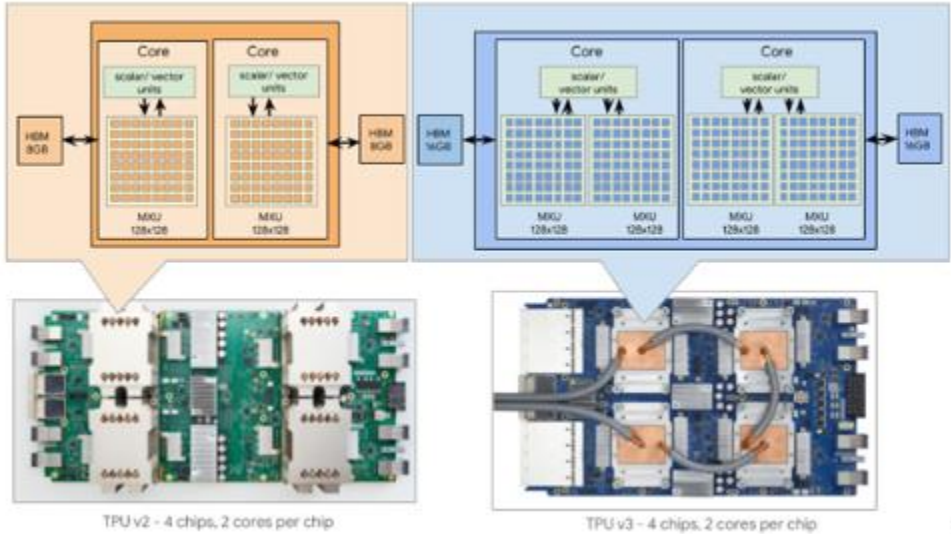 Core
Core
scalar/ vector
units
scalar/ vector
units
HBM
8GB
HBM
8GB
MXU
128x128
MXU
128x128
Core
Core
scalar/
vector units
scalar/
vector units
HBM
16GB
HBM
16GB
MXU
128x128
MXU
128x128
MXU
128x128
MXU
128x128
TPU v2 - 4 chips, 2 cores per chip
TPU v3 - 4 chips, 2 cores per chip